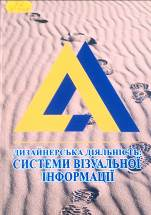 ДИЗАЙНЕРСЬКА ДІЯЛЬНІСТЬ:
СИСТЕМИ ВІЗУАЛЬНОЇ
ІНФОРМАЦІЇ